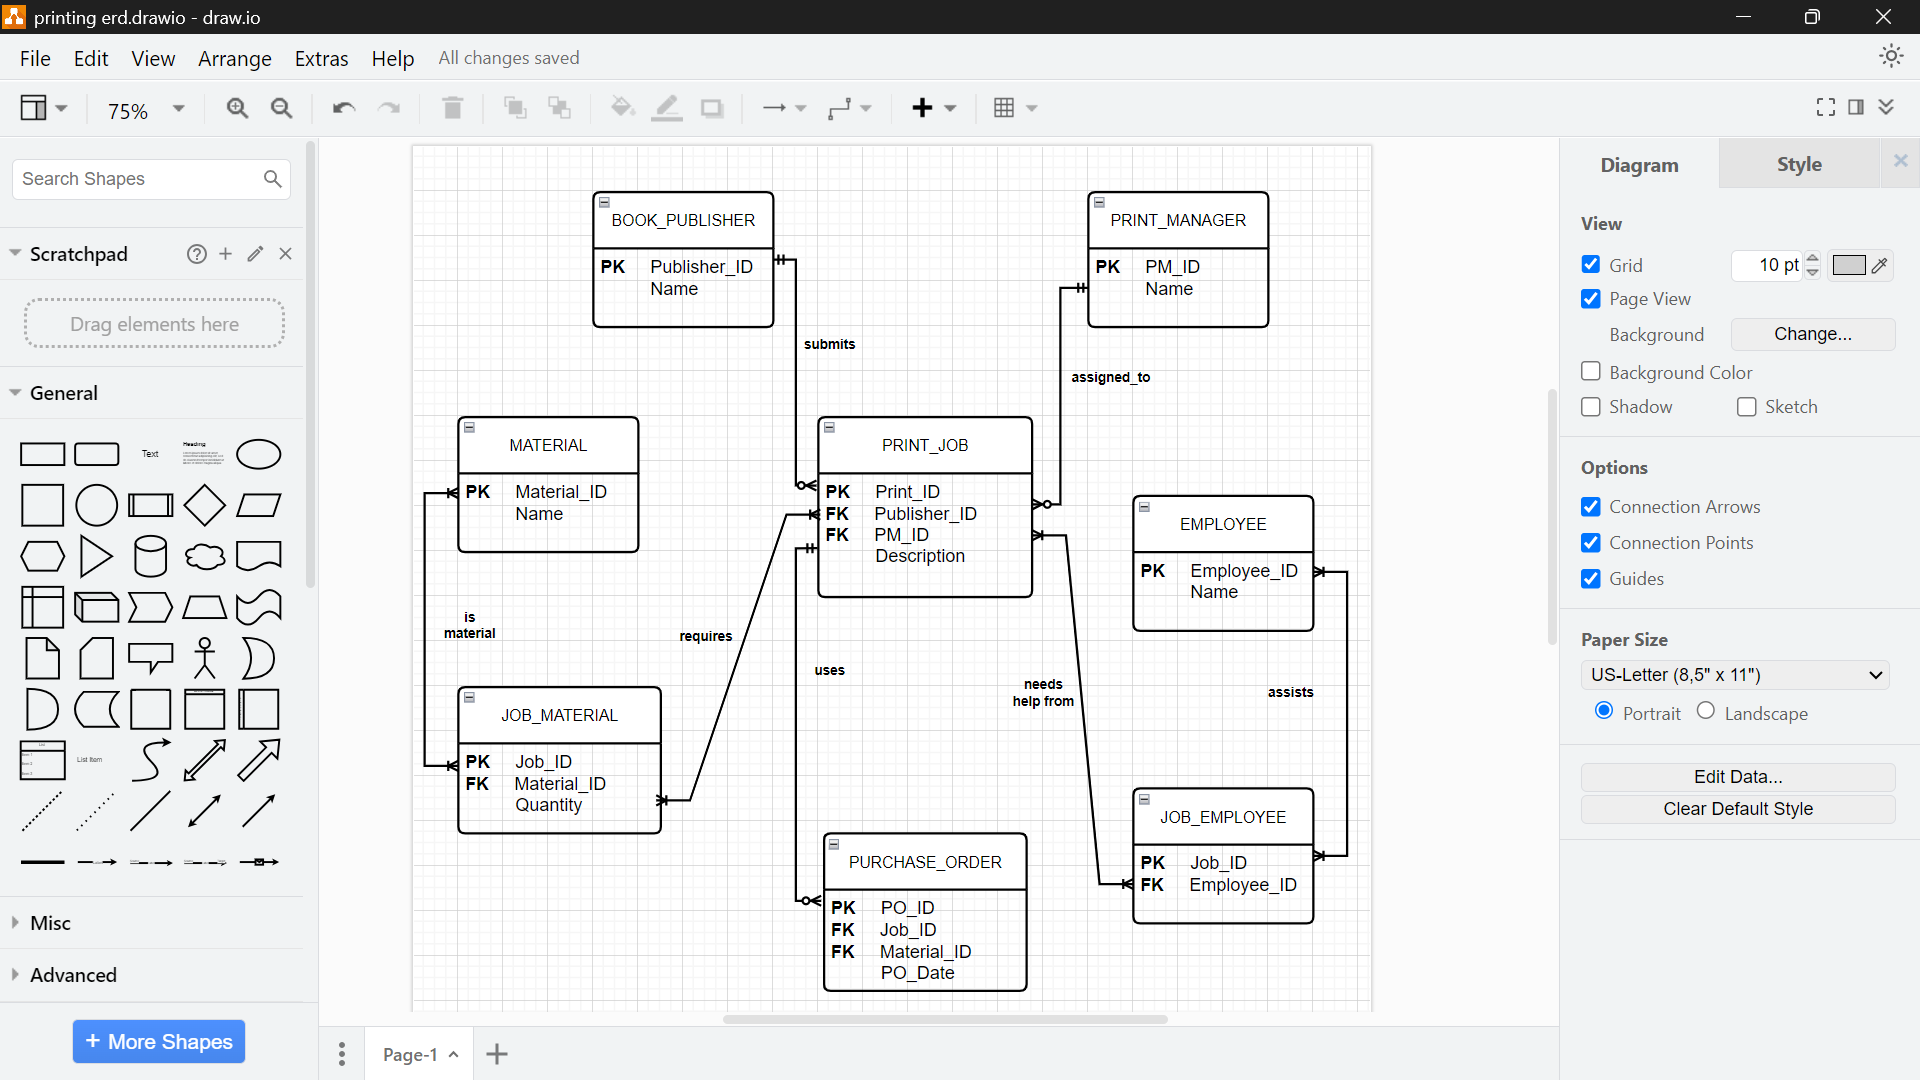 printing erd.drawio - draw.io
File Edit View Arrange Extras Help All changes saved
75%
Search Shapes
Scratchpad
Drag elements here
General
Text
Heading
List Item
Misc
Advanced
+ More Shapes
BOOK_PUBLISHER
PK Publisher_ID
Name
PRINT_MANAGER
PK PM_ID
Name
submits
assigned_to
MATERIAL
PK Material_ID
Name
PRINT_JOB
PK Print_ID
FK Publisher_ID
FK PM_ID
Description
EMPLOYEE
PK Employee_ID
Name
is
material
requires
uses
needs
help from
assists
JOB_MATERIAL
PK Job_ID
FK Material_ID
Quantity
JOB_EMPLOYEE
PK Job_ID
FK Employee_ID
PURCHASE_ORDER
PK PO_ID
FK Job_ID
FK Material_ID
PO_Date
Page-1
Diagram Style
View
Grid 10 pt
Page View
Background Change...
Background Color
Shadow Sketch
Options
Connection Arrows
Connection Points
Guides
Paper Size
US-Letter (8,5" x 11")
Portrait Landscape
Edit Data...
Clear Default Style